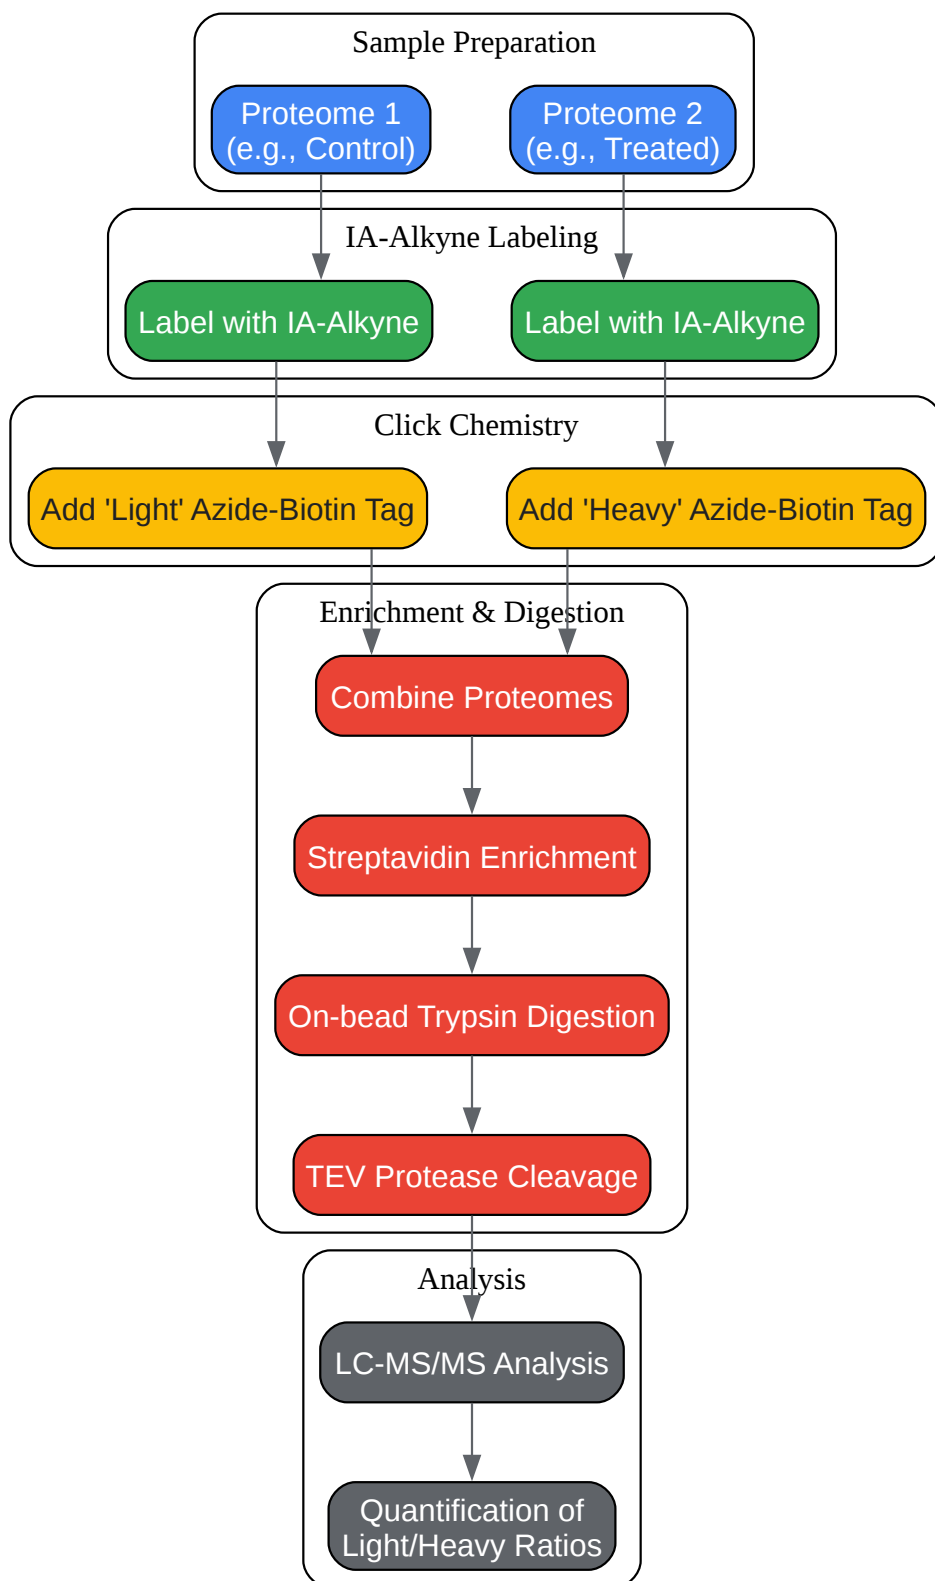 Sample Preparation
Proteome 1
(e.g., Control)
Proteome 2
(e.g., Treated)
IA-Alkyne Labeling
Label with IA-Alkyne
Label with IA-Alkyne
Click Chemistry
Add 'Light' Azide-Biotin Tag
Add 'Heavy' Azide-Biotin Tag
Enrichment & Digestion
Combine Proteomes
Streptavidin Enrichment
On-bead Trypsin Digestion
TEV Protease Cleavage
Analysis
LC-MS/MS Analysis
Quantification of
Light/Heavy Ratios